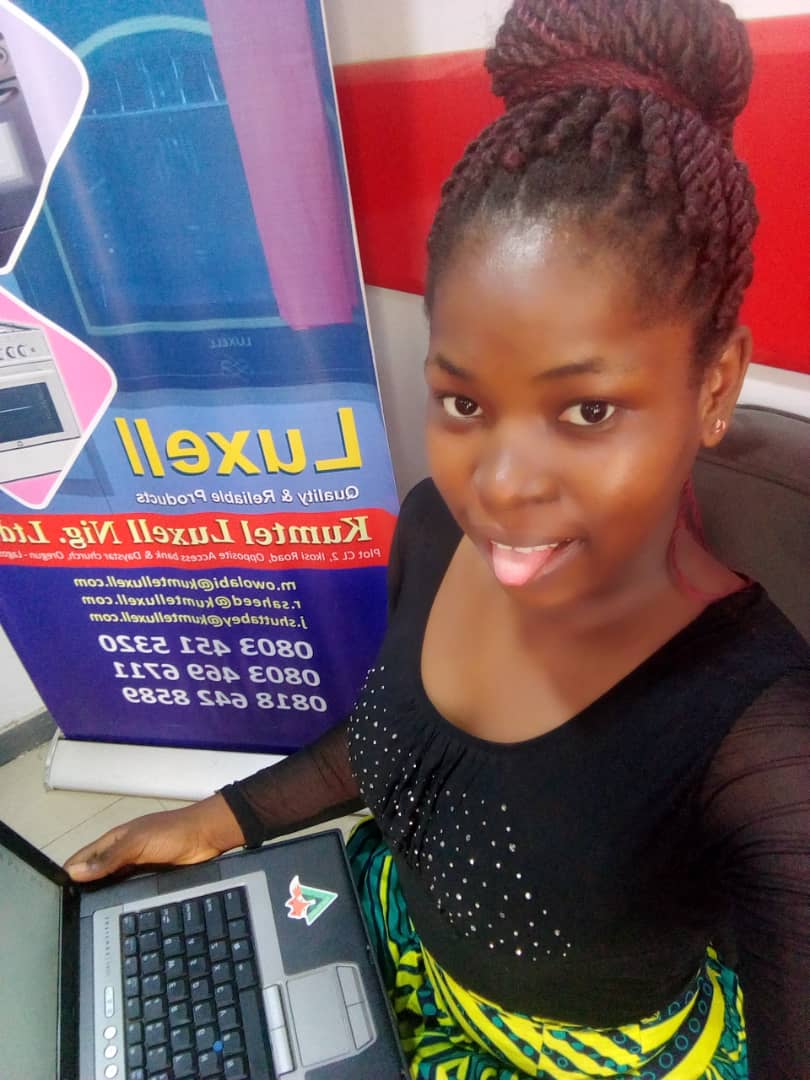 LUXELL
Luxell
Quality & Reliable Products
Kumtel Luxell Nig. Ltd
Plot CL 2, Ikosi Road, Opposite Access bank & Daystar church, Oregun - Lagos
m.owolabi@kumtelluxell.com
r.saheed@kumtelluxell.com
j.shuttabey@kumtelluxell.com
0803 451 5320
0803 469 6711
0818 642 8589